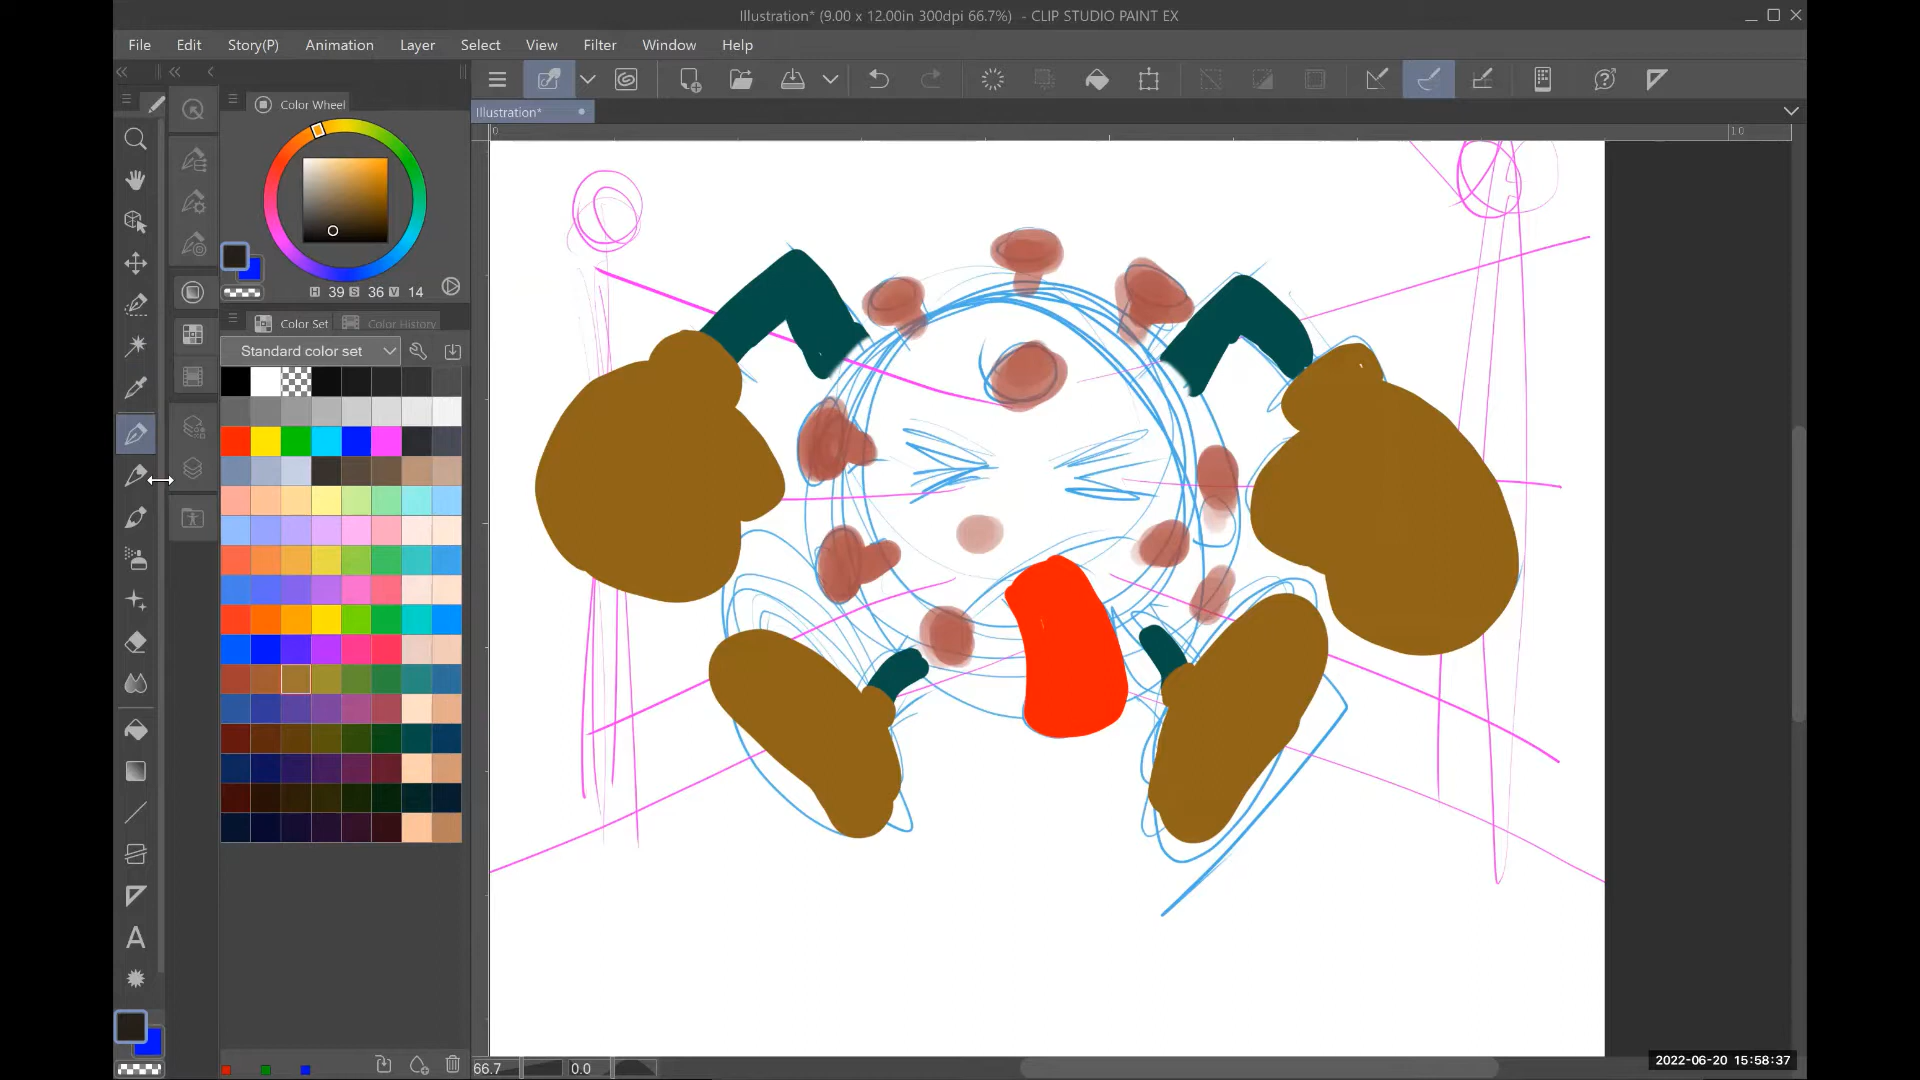 Illustration* (9.00 x 12.00in 300dpi 66.7%) - CLIP STUDIO PAINT EX
File Edit Story(P) Animation Layer Select View Filter Window Help
Color Wheel
Illustration*
0 10
H 39 S 36 V 14
Color Set Color History
Standard color set
A
66.7 0.0
2022-06-20 15:58:37